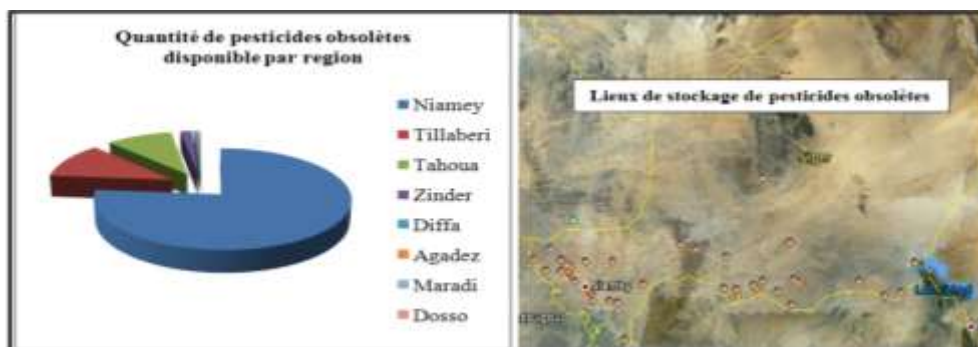 Quantité de pesticides obsolètes
disponible par region
Niamey
Tillaberi
Tahoua
Zinder
Diffa
Agadez
Maradi
Dosso
Lieux de stockage de pesticides obsolètes